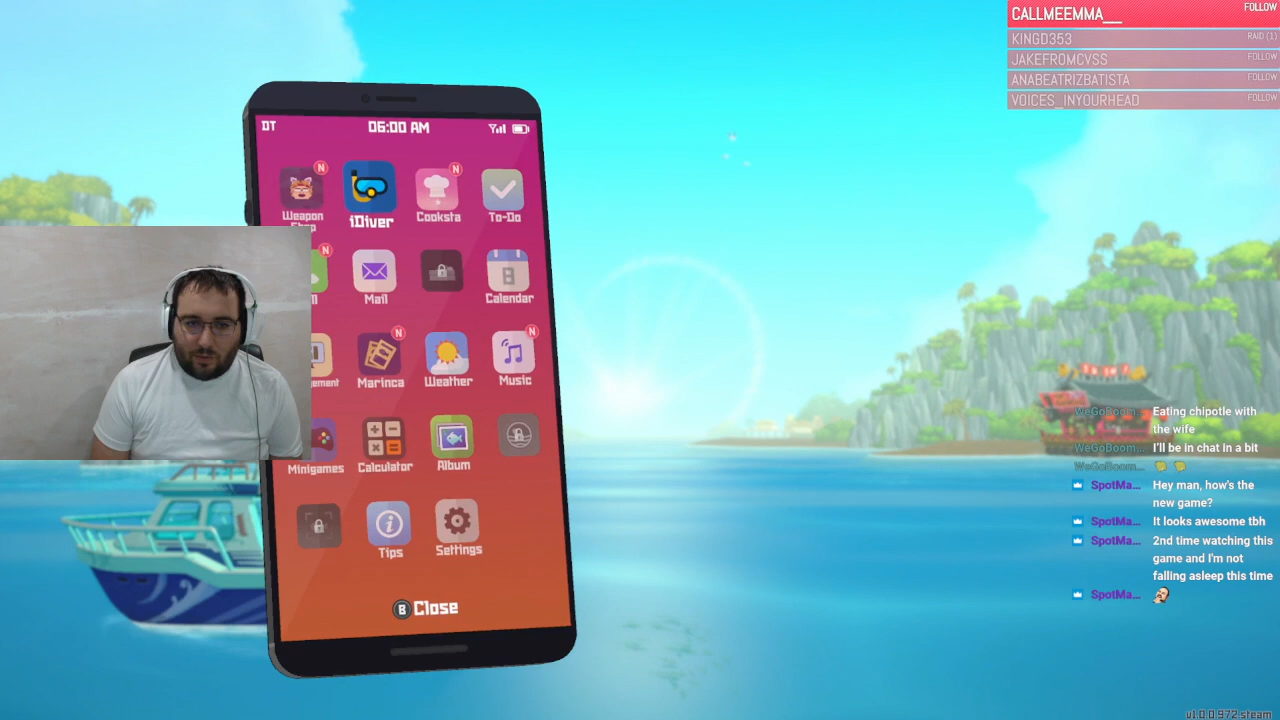 CALLMEEMMA__ FOLLOW
KINGD353 RAID (1)
JAKEFROMCVSS FOLLOW
ANABEATRIZBATISTA FOLLOW
VOICES_INYOURHEAD FOLLOW
DT 06:00 AM
N N
Weapon iDiver Cooksta To-Do
N
Mail Calendar
N N
Marinca Weather Music
Minigames Calculator Album
Tips Settings
B Close
WeGoBoom... Eating chipotle with
the wife
WeGoBoom... I'll be in chat in a bit
WeGoBoom...
SpotMa... Hey man, how's the
new game?
SpotMa... It looks awesome tbh
SpotMa... 2nd time watching this
game and I'm not
falling asleep this time
SpotMa...
v1.0.0.972.steam